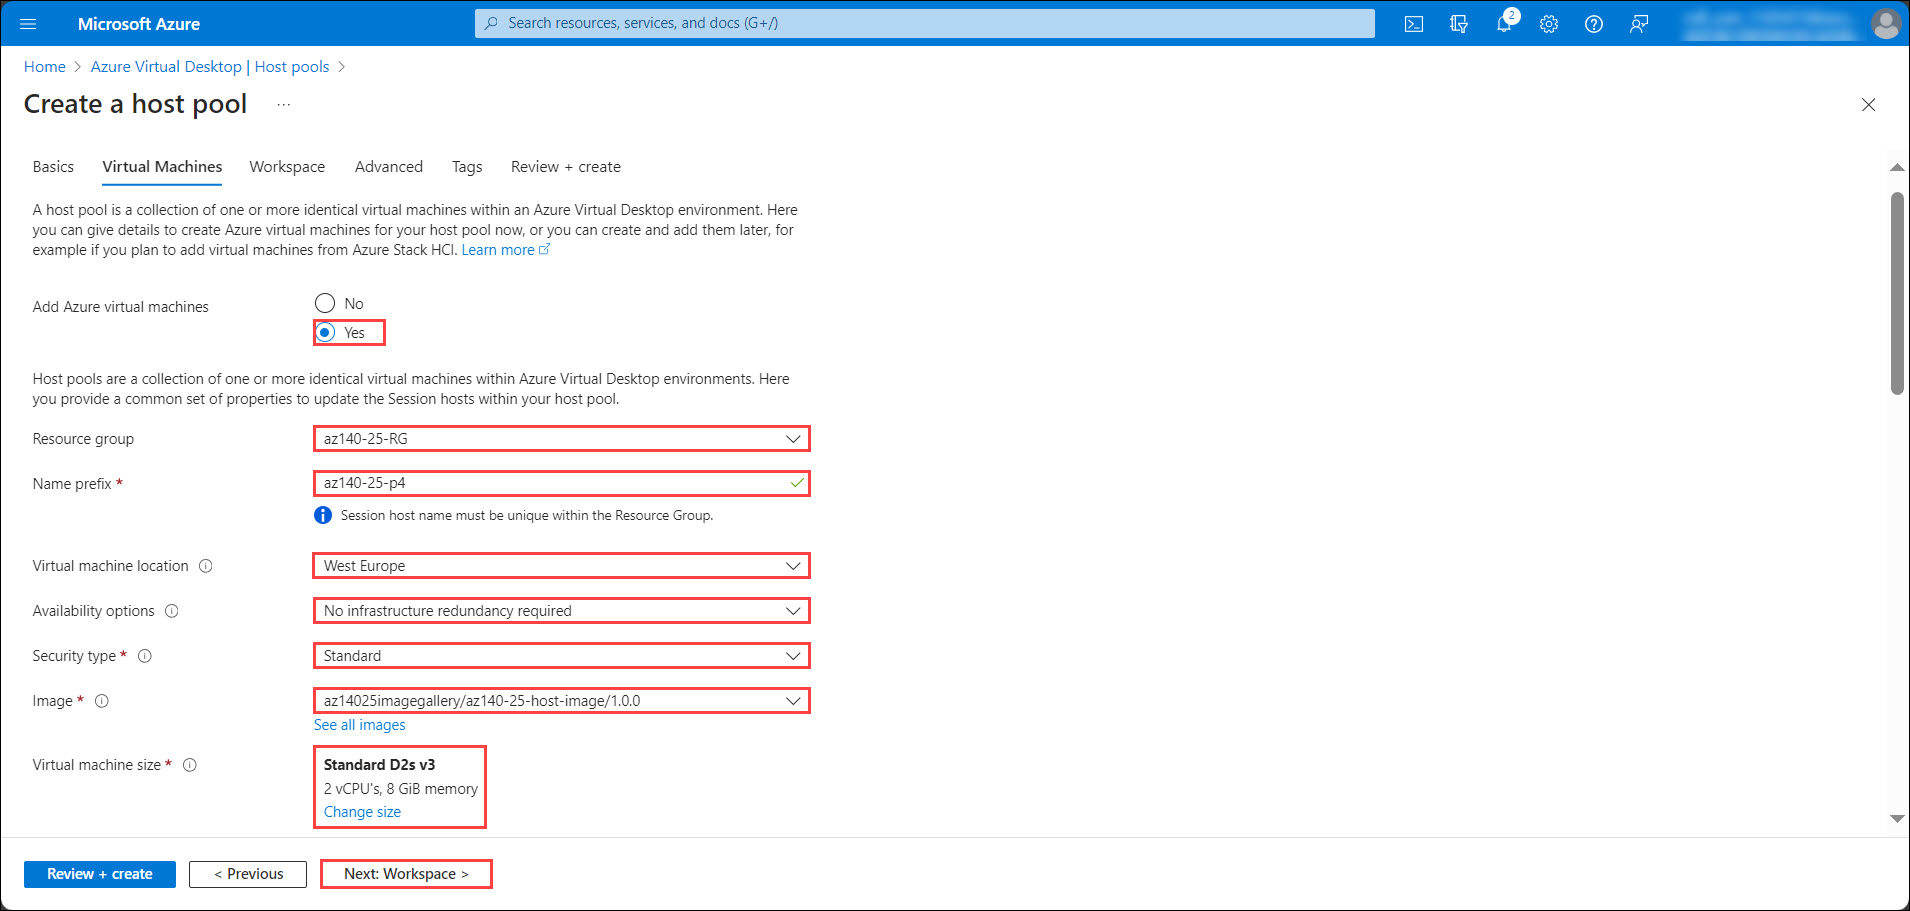 Microsoft Azure
Search resources, services, and docs (G+/)
2
Home > Azure Virtual Desktop | Host pools >
Create a host pool ...
Basics Virtual Machines Workspace Advanced Tags Review + create
A host pool is a collection of one or more identical virtual machines within an Azure Virtual Desktop environment. Here
you can give details to create Azure virtual machines for your host pool now, or you can create and add them later, for
example if you plan to add virtual machines from Azure Stack HCI. Learn more
Add Azure virtual machines
No
Yes
Host pools are a collection of one or more identical virtual machines within Azure Virtual Desktop environments. Here
you provide a common set of properties to update the Session hosts within your host pool.
Resource group az140-25-RG
Name prefix * az140-25-p4
Session host name must be unique within the Resource Group.
Virtual machine location West Europe
Availability options No infrastructure redundancy required
Security type * Standard
Image * az14025imagegallery/az140-25-host-image/1.0.0
See all images
Virtual machine size * Standard D2s v3
2 vCPU's, 8 GiB memory
Change size
Review + create < Previous Next: Workspace >